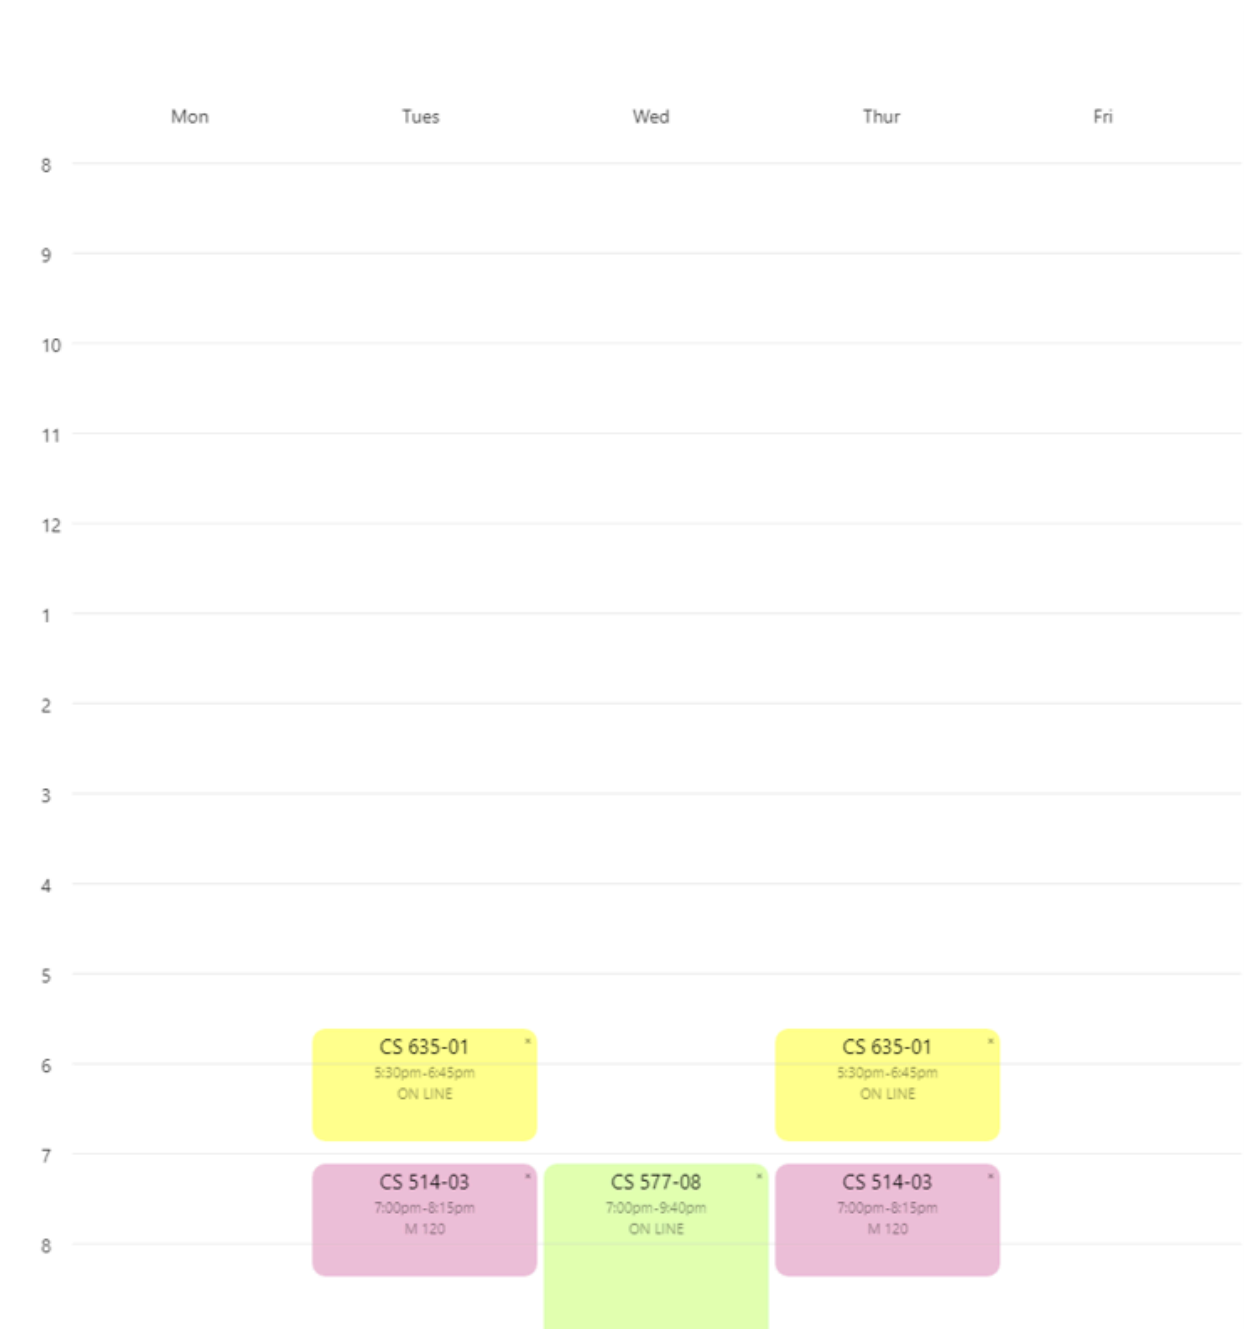 Mon Tues Wed Thur Fri
8
9
10
11
12
1
2
3
4
5
6
7
8
CS 635-01 ×
5:30pm-6:45pm
ON LINE
CS 514-03 ×
7:00pm-8:15pm
M 120
CS 577-08 ×
7:00pm-9:40pm
ON LINE
CS 635-01 ×
5:30pm-6:45pm
ON LINE
CS 514-03 ×
7:00pm-8:15pm
M 120